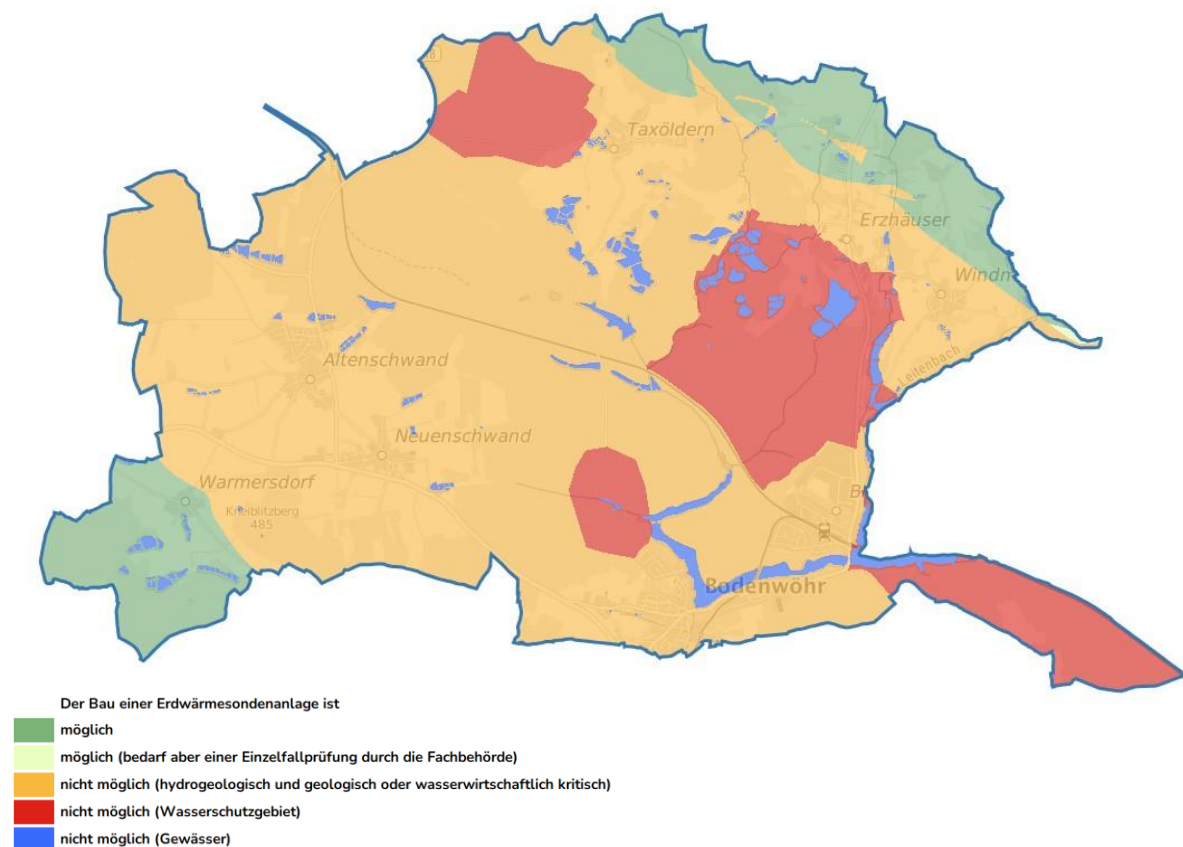 Taxöldern
Erzhäuser
Windn
Altenschwand
Leitenbach
Neuenschwand
Warmersdorf
Kneiblitzberg
485
B
Bodenwöhr
Der Bau einer Erdwärmesondenanlage ist
möglich
möglich (bedarf aber einer Einzelfallprüfung durch die Fachbehörde)
nicht möglich (hydrogeologisch und geologisch oder wasserwirtschaftlich kritisch)
nicht möglich (Wasserschutzgebiet)
nicht möglich (Gewässer)